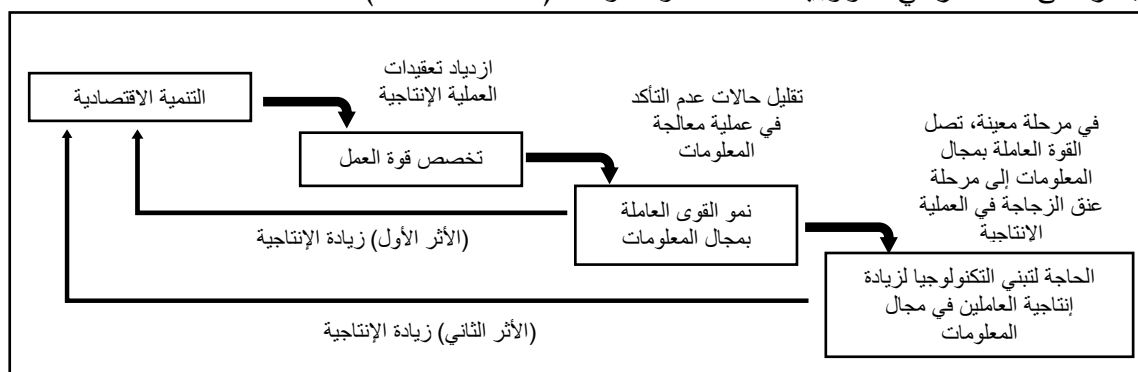 التنمية الاقتصادية
ازدياد تعقيدات
العملية الإنتاجية
تخصص قوة العمل
تقليل حالات عدم التأكد
في عملية معالجة
المعلومات
نمو القوى العاملة
بمجال المعلومات
في مرحلة معينة، تصل
القوة العاملة بمجال
المعلومات إلى مرحلة
عنق الزجاجة في العملية
الإنتاجية
الحاجة لتبني التكنولوجيا لزيادة
إنتاجية العاملين في مجال
المعلومات
(الأثر الأول) زيادة الإنتاجية
(الأثر الثاني) زيادة الإنتاجية